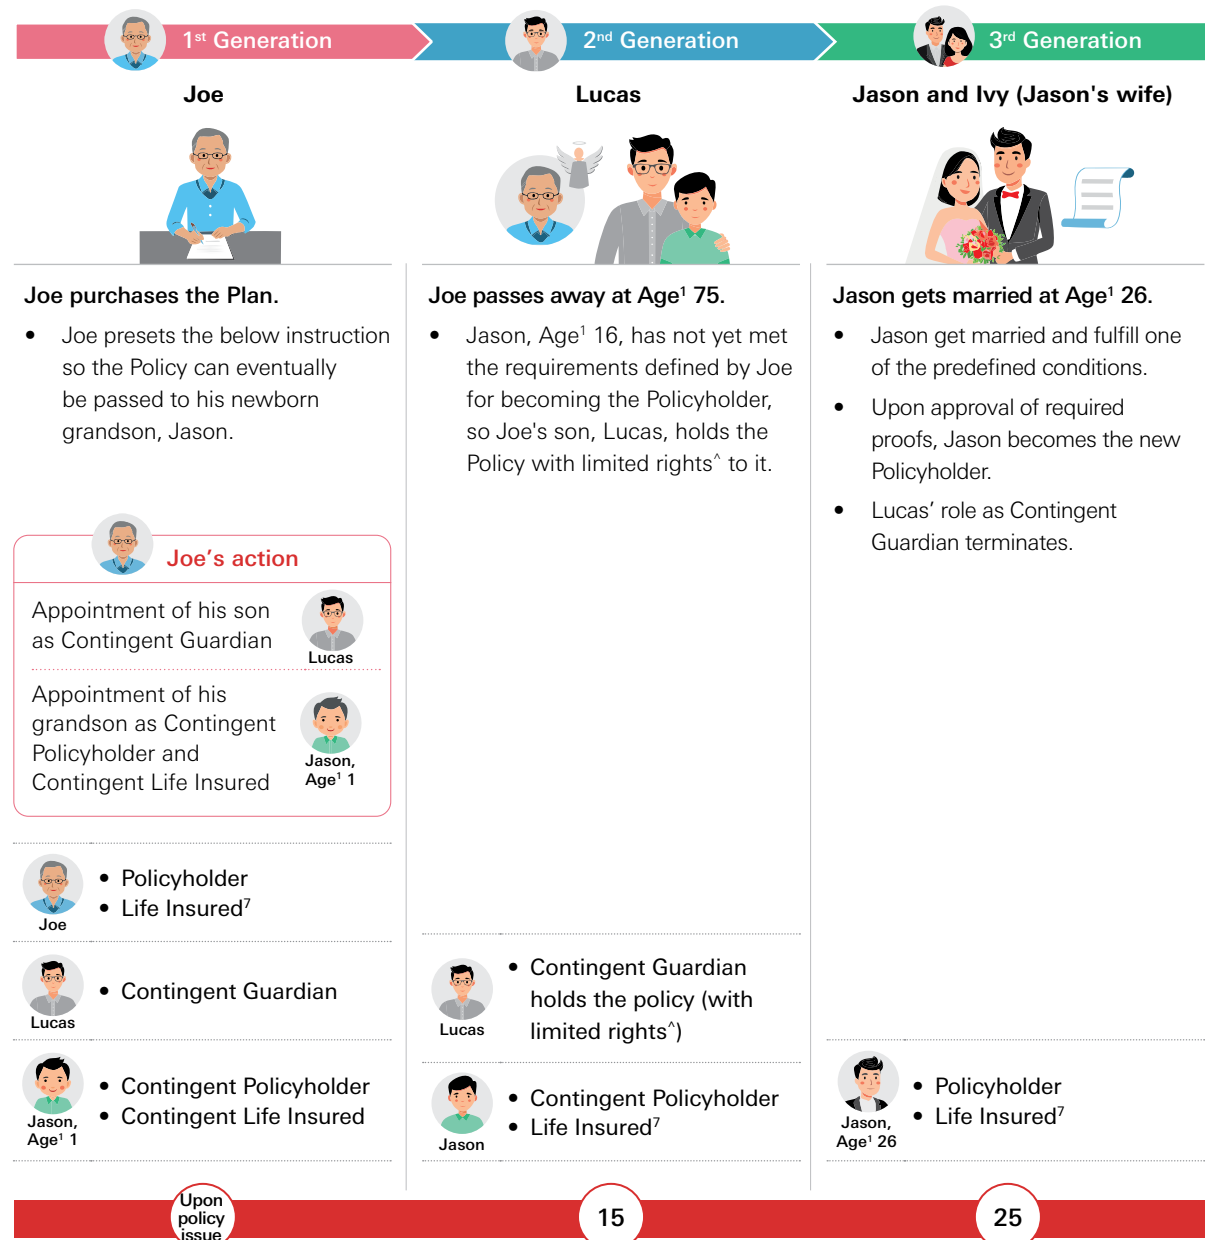 1st Generation
2nd Generation
3rd Generation
Joe
Lucas
Jason and Ivy (Jason's wife)
Joe purchases the Plan.
• Joe presets the below instruction
so the Policy can eventually
be passed to his newborn
grandson, Jason.
Joe's action
Appointment of his son
as Contingent Guardian
Lucas
Appointment of his
grandson as Contingent
Policyholder and
Contingent Life Insured
Jason,
Age¹ 1
Joe
• Policyholder
• Life Insured⁷
Lucas
• Contingent Guardian
Jason,
Age¹ 1
• Contingent Policyholder
• Contingent Life Insured
Upon
policy
issue
Joe passes away at Age¹ 75.
• Jason, Age¹ 16, has not yet met
the requirements defined by Joe
for becoming the Policyholder,
so Joe's son, Lucas, holds the
Policy with limited rights^ to it.
Lucas
• Contingent Guardian
holds the policy (with
limited rights^)
Jason
• Contingent Policyholder
• Life Insured⁷
15
Jason gets married at Age¹ 26.
• Jason get married and fulfill one
of the predefined conditions.
• Upon approval of required
proofs, Jason becomes the new
Policyholder.
• Lucas' role as Contingent
Guardian terminates.
Jason,
Age¹ 26
• Policyholder
• Life Insured⁷
25